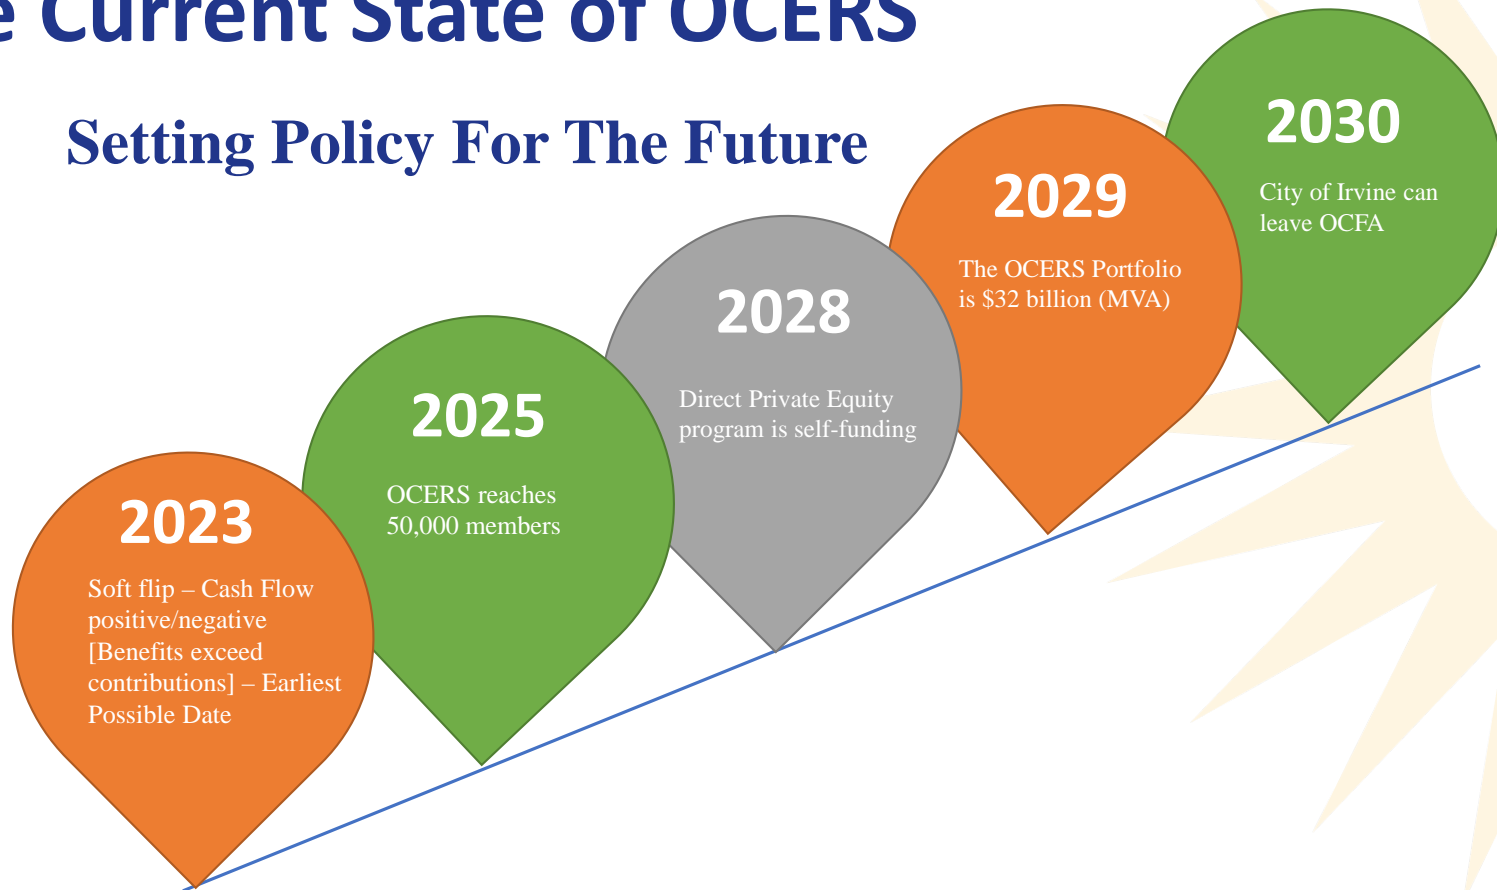 e Current State of OCERS
Setting Policy For The Future
2023
Soft flip – Cash Flow
positive/negative
[Benefits exceed
contributions] – Earliest
Possible Date
2025
OCERS reaches
50,000 members
2028
Direct Private Equity
program is self-funding
2029
The OCERS Portfolio
is $32 billion (MVA)
2030
City of Irvine can
leave OCFA